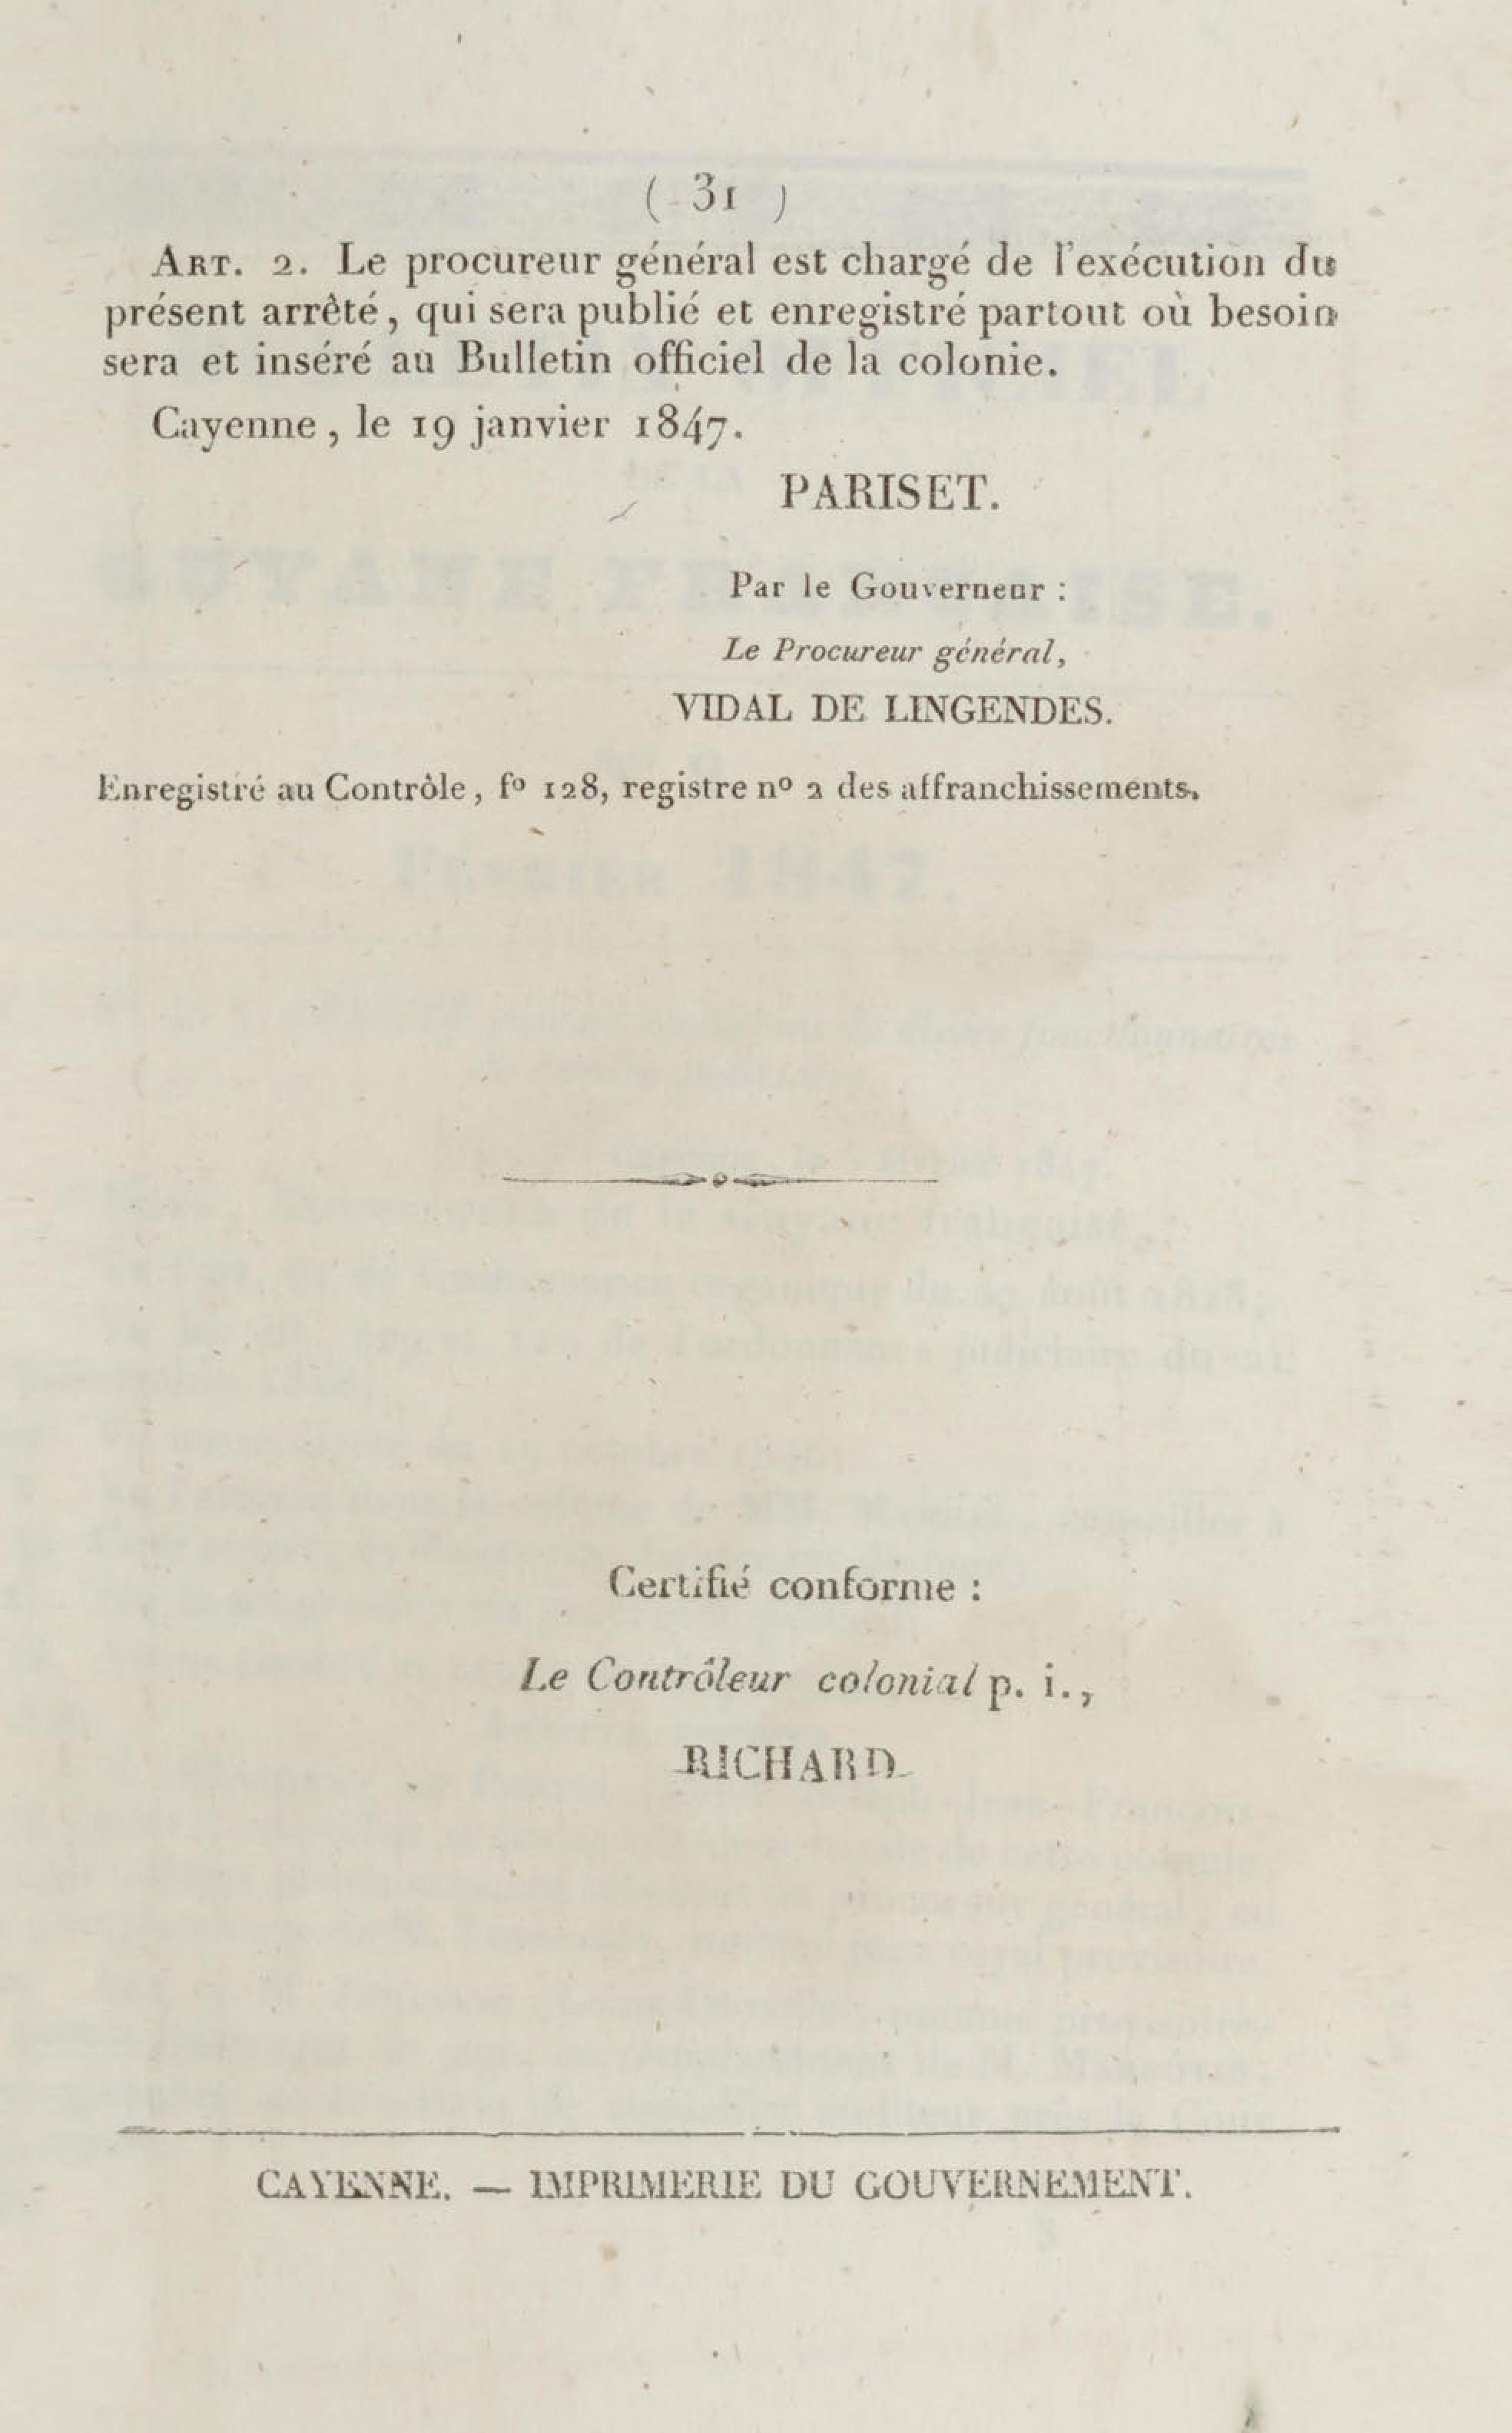 ( 31 )
ART. 2. Le procureur général est chargé de l'exécution du
présent arrêté, qui sera publié et enregistré partout où besoin
sera et inséré au Bulletin officiel de la colonie.
Cayenne, le 19 janvier 1847.
PARISET.
Par le Gouverneur :
Le Procureur général,
VIDAL DE LINGENDES.
Enregistré au Contrôle, fo 128, registre no 2 des affranchissements.
Certifié conforme :
Le Contrôleur colonial p. i.,
RICHARD
CAYENNE. — IMPRIMERIE DU GOUVERNEMENT.